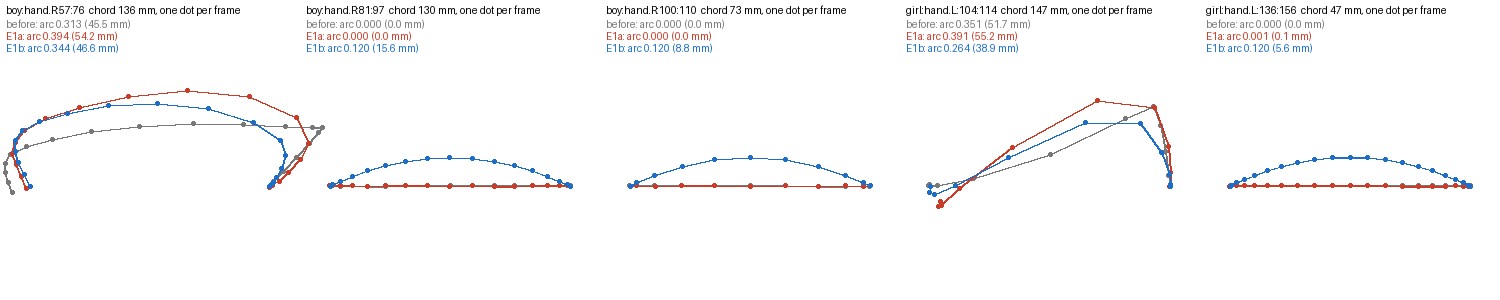 boy:hand.R57:76 chord 136 mm, one dot per frame
before: arc 0.313 (45.5 mm)
E1a: arc 0.394 (54.2 mm)
E1b: arc 0.344 (46.6 mm)
boy:hand.R81:97 chord 130 mm, one dot per frame
before: arc 0.000 (0.0 mm)
E1a: arc 0.000 (0.0 mm)
E1b: arc 0.120 (15.6 mm)
boy:hand.R100:110 chord 73 mm, one dot per frame
before: arc 0.000 (0.0 mm)
E1a: arc 0.000 (0.0 mm)
E1b: arc 0.120 (8.8 mm)
girl:hand.L:104:114 chord 147 mm, one dot per frame
before: arc 0.351 (51.7 mm)
E1a: arc 0.391 (55.2 mm)
E1b: arc 0.264 (38.9 mm)
girl:hand.L:136:156 chord 47 mm, one dot per frame
before: arc 0.000 (0.0 mm)
E1a: arc 0.001 (0.1 mm)
E1b: arc 0.120 (5.6 mm)